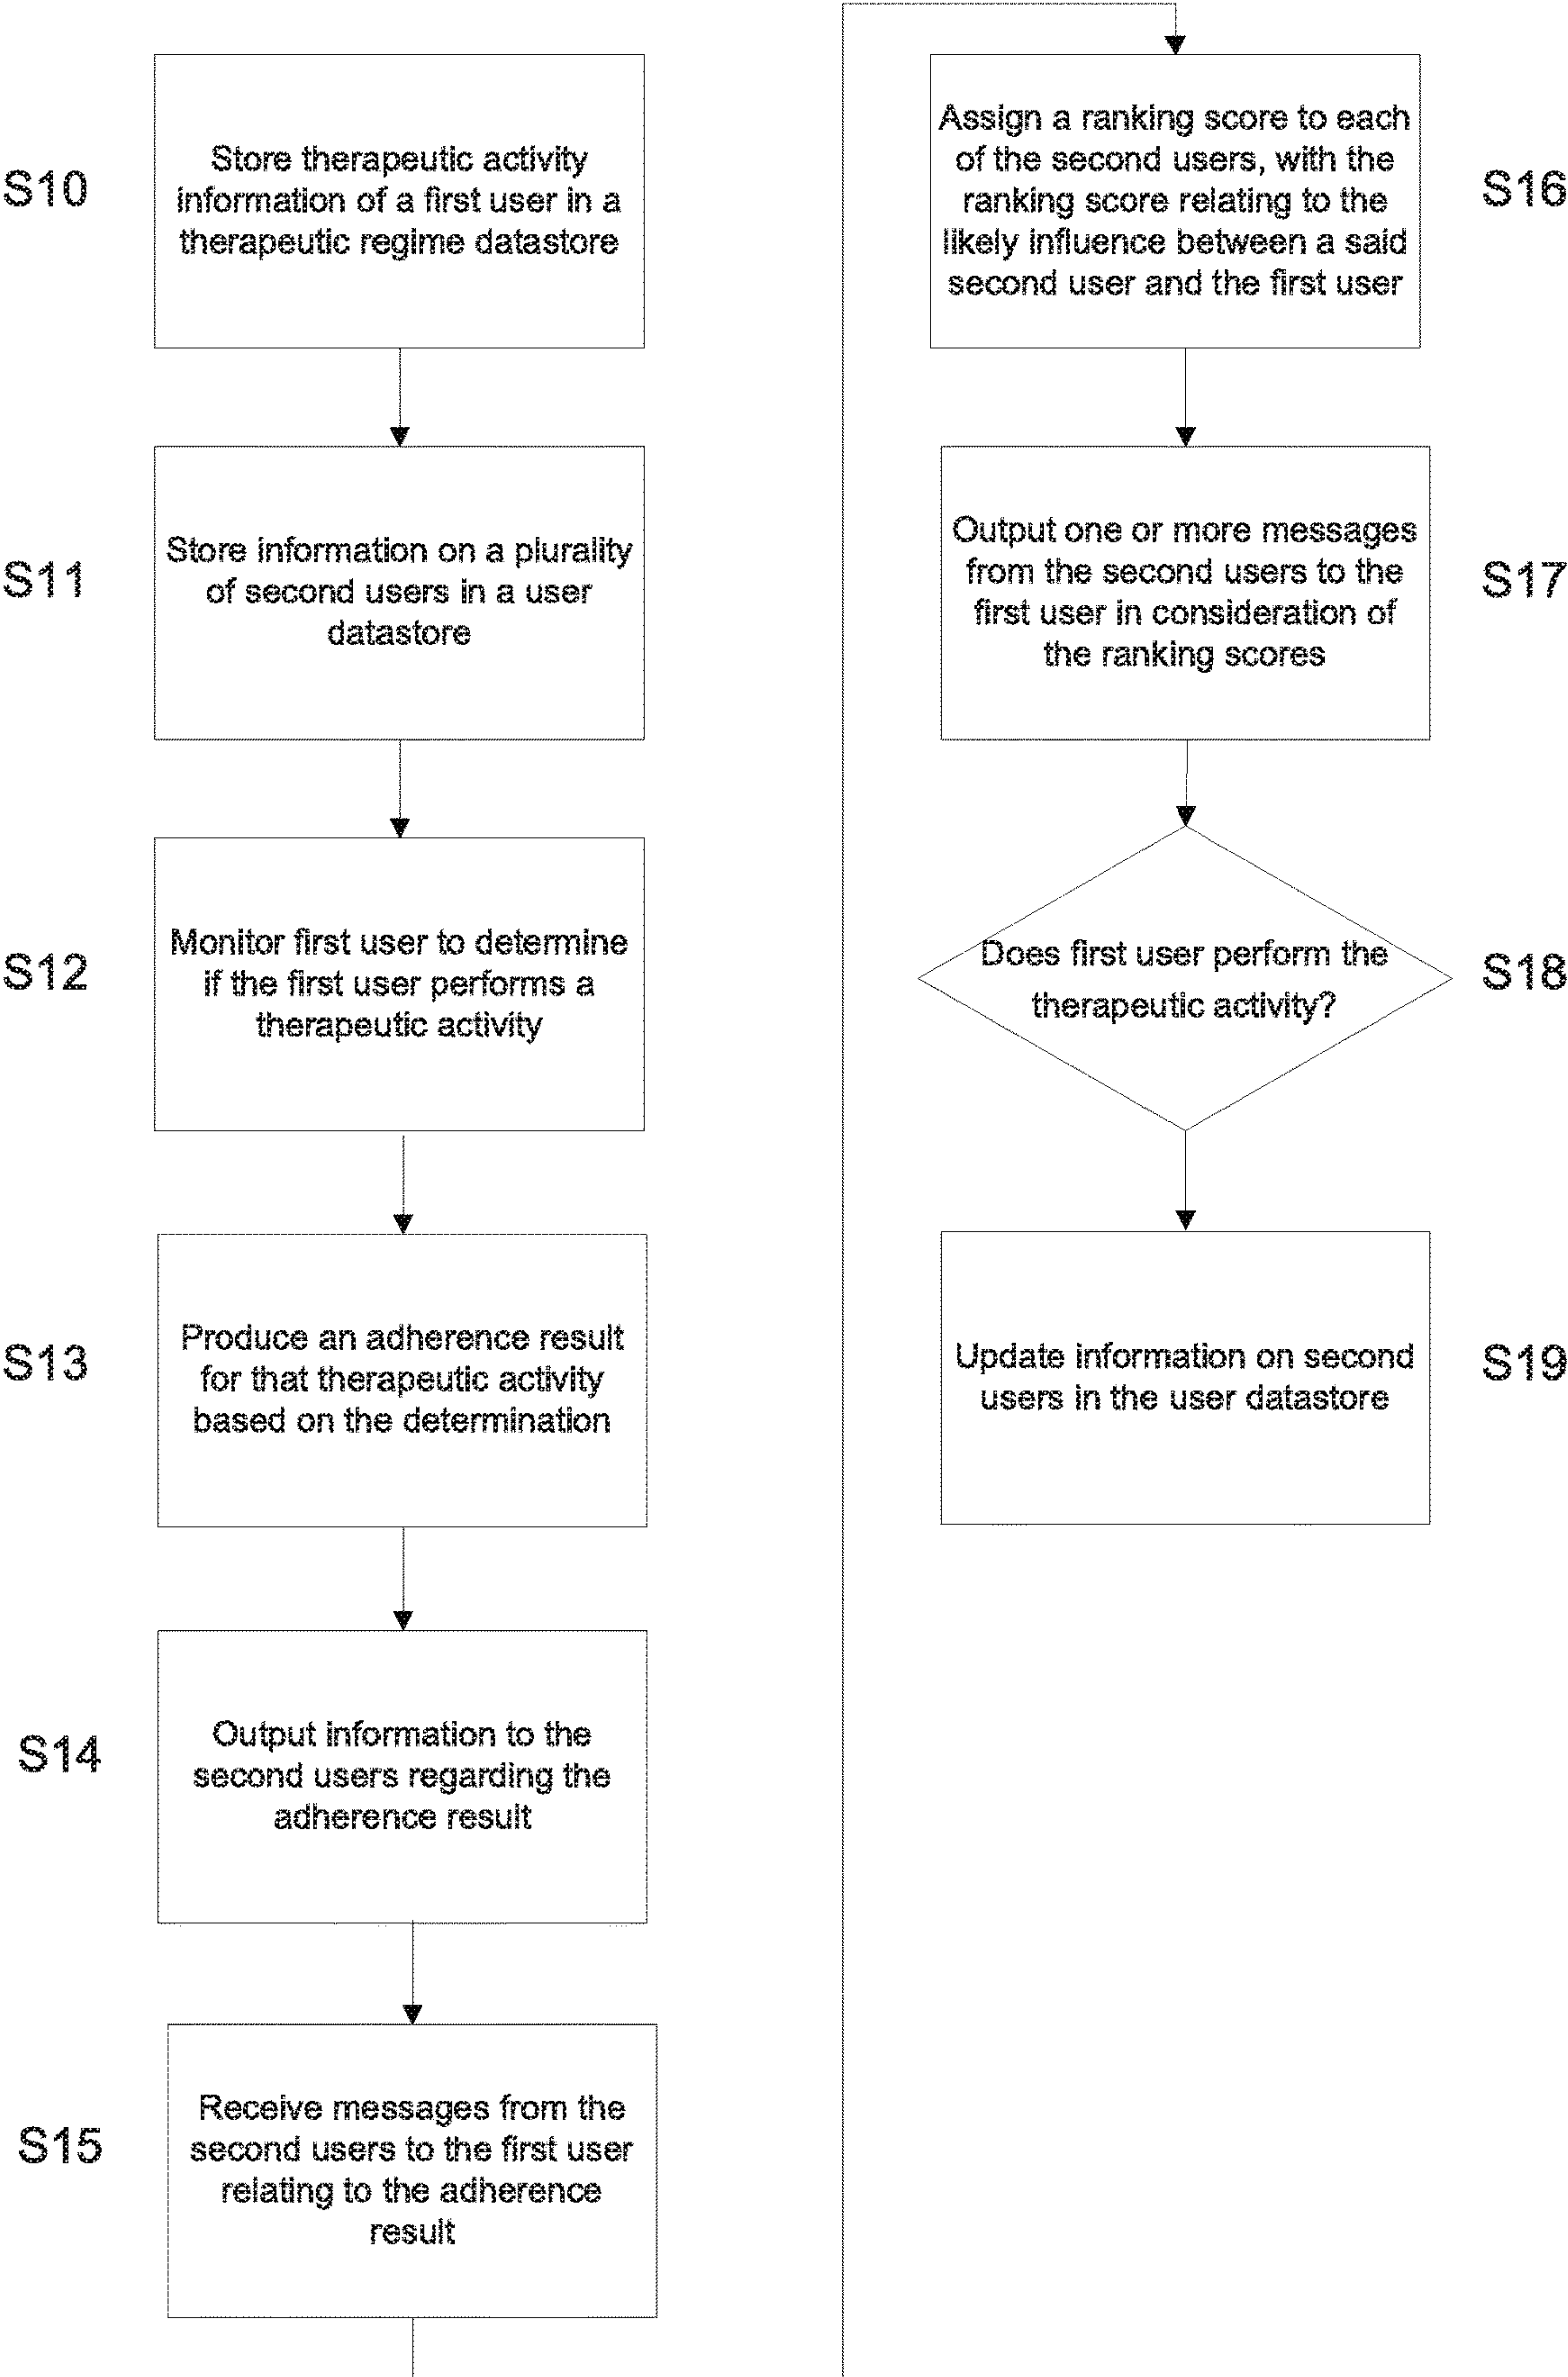 S10
Store therapeutic activity
information of a first user in a
therapeutic regime datastore
S11
Store information on a plurality
of second users in a user
datastore
S12
Monitor first user to determine
if the first user performs a
therapeutic activity
S13
Produce an adherence result
for that therapeutic activity
based on the determination
S14
Output information to the
second users regarding the
adherence result
S15
Receive messages from the
second users to the first user
relating to the adherence
result
Assign a ranking score to each
of the second users, with the
ranking score relating to the
likely influence between a said
second user and the first user
S16
Output one or more messages
from the second users to the
first user in consideration of
the ranking scores
S17
Does first user perform the
therapeutic activity?
S18
Update information on second
users in the user datastore
S19